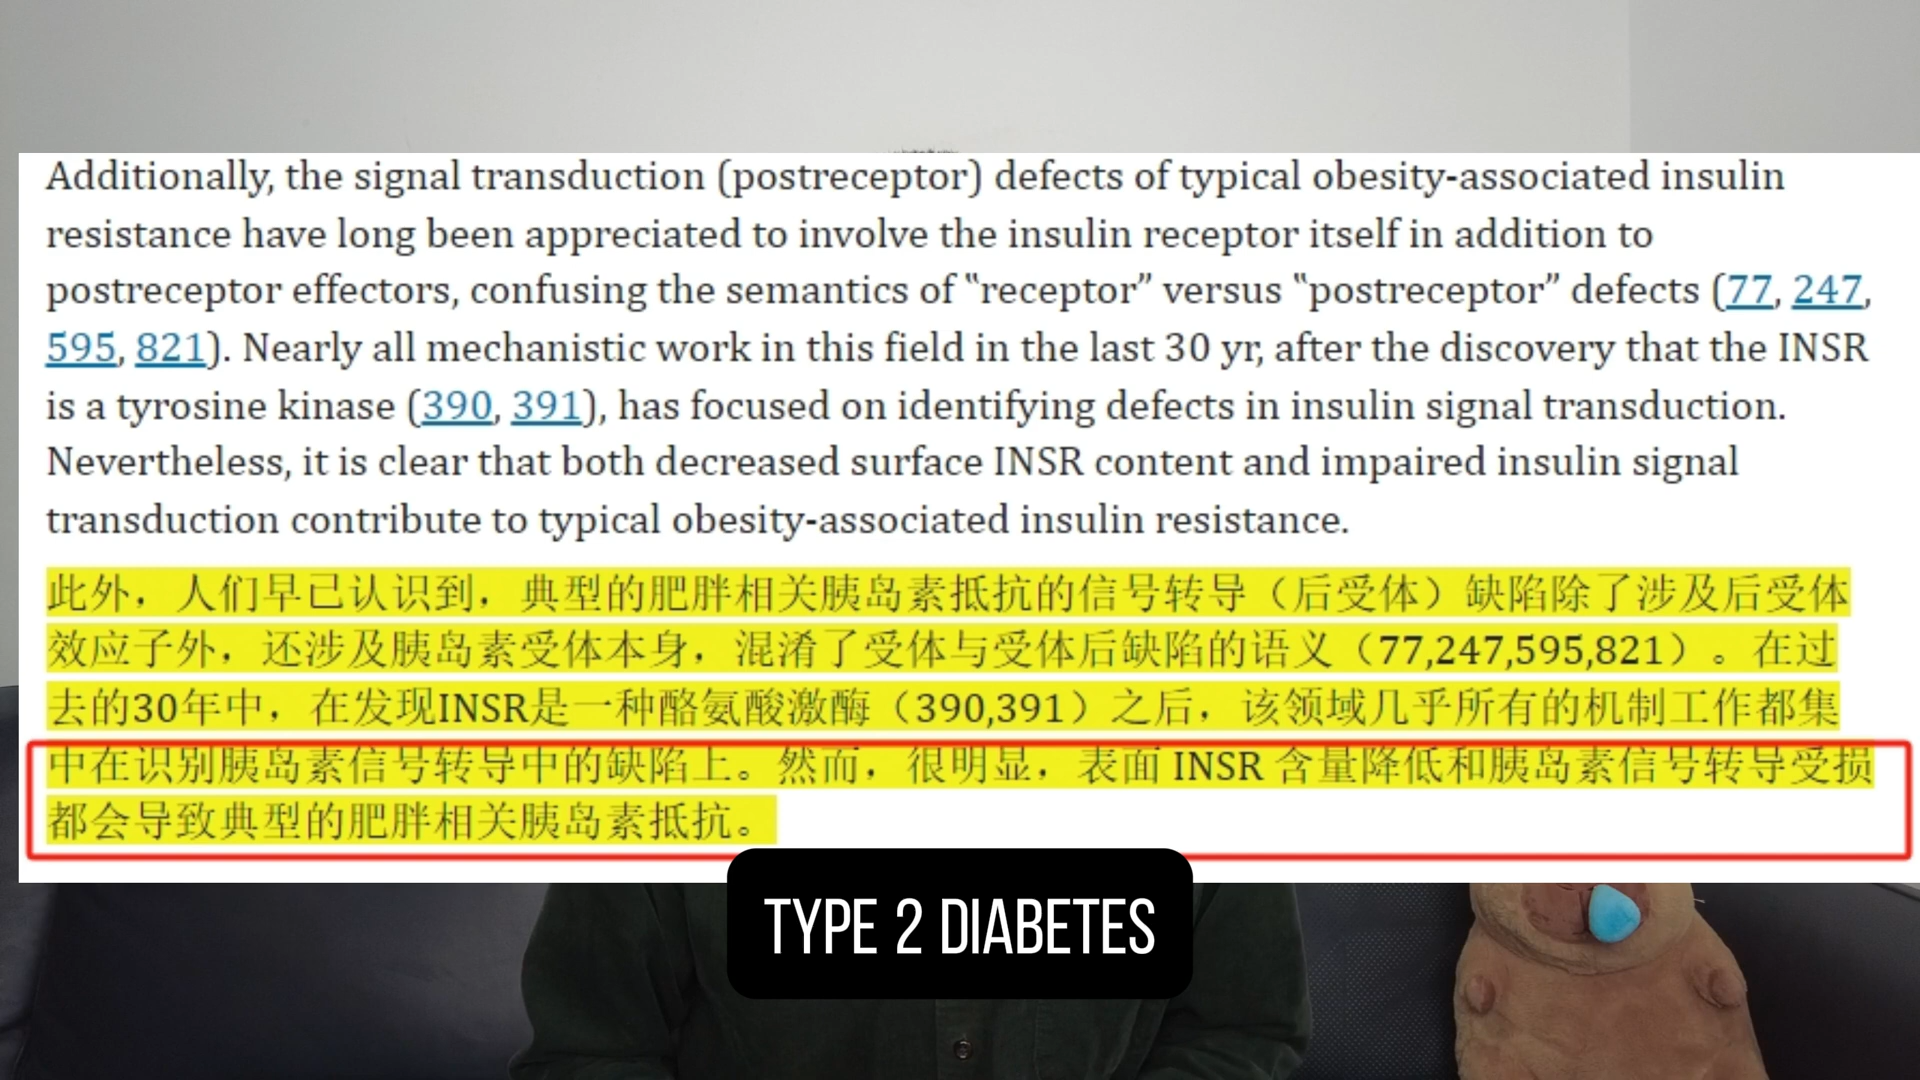 Additionally, the signal transduction (postreceptor) defects of typical obesity-associated insulin
resistance have long been appreciated to involve the insulin receptor itself in addition to
postreceptor effectors, confusing the semantics of “receptor” versus “postreceptor” defects (77, 247,
595, 821). Nearly all mechanistic work in this field in the last 30 yr, after the discovery that the INSR
is a tyrosine kinase (390, 391), has focused on identifying defects in insulin signal transduction.
Nevertheless, it is clear that both decreased surface INSR content and impaired insulin signal
transduction contribute to typical obesity-associated insulin resistance.
此外，人们早已认识到，典型的肥胖相关胰岛素抵抗的信号转导（后受体）缺陷除了涉及后受体
效应子外，还涉及胰岛素受体本身，混淆了受体与受体后缺陷的语义（77,247,595,821）。在过
去的30年中，在发现INSR是一种酪氨酸激酶（390,391）之后，该领域几乎所有的机制工作都集
中在识别胰岛素信号转导中的缺陷上。然而，很明显，表面 INSR 含量降低和胰岛素信号转导受损
都会导致典型的肥胖相关胰岛素抵抗。
TYPE 2 DIABETES